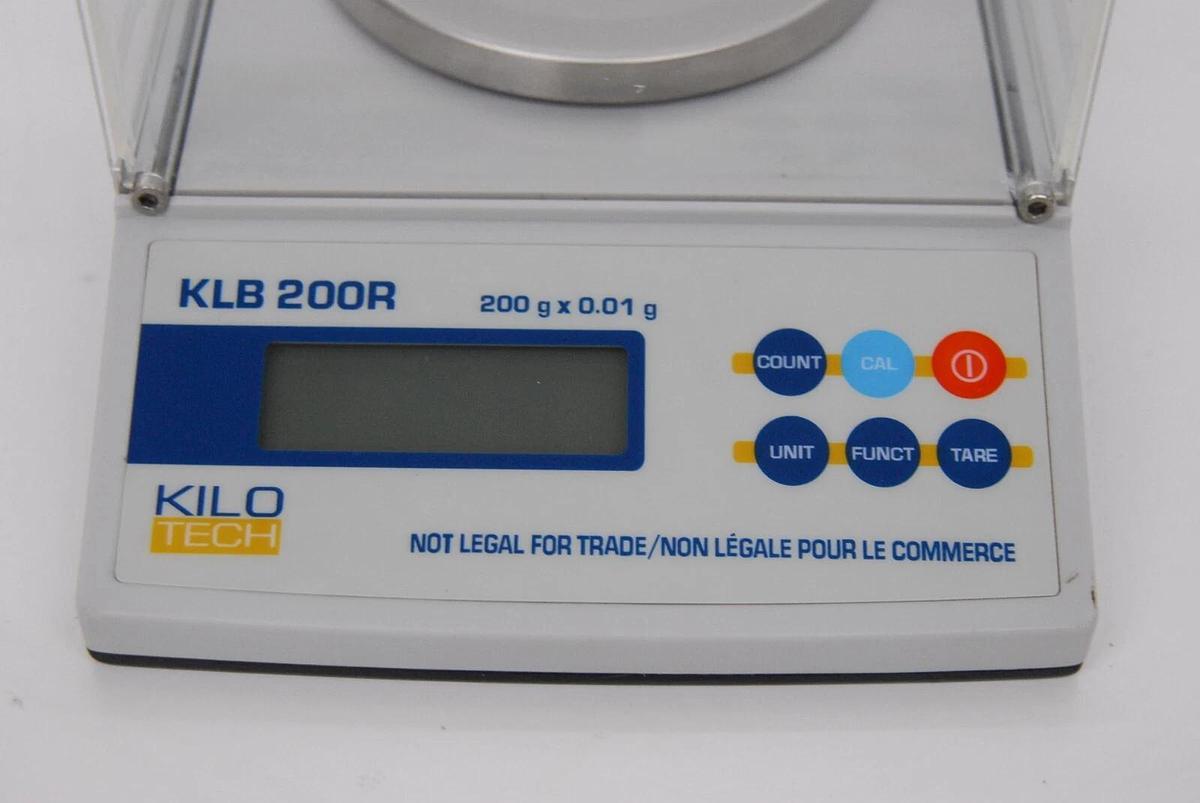 KLB 200R
200 g x 0.01 g
COUNT
CAL
UNIT
FUNCT
TARE
KILO
TECH
NOT LEGAL FOR TRADE/NON LÉGALE POUR LE COMMERCE